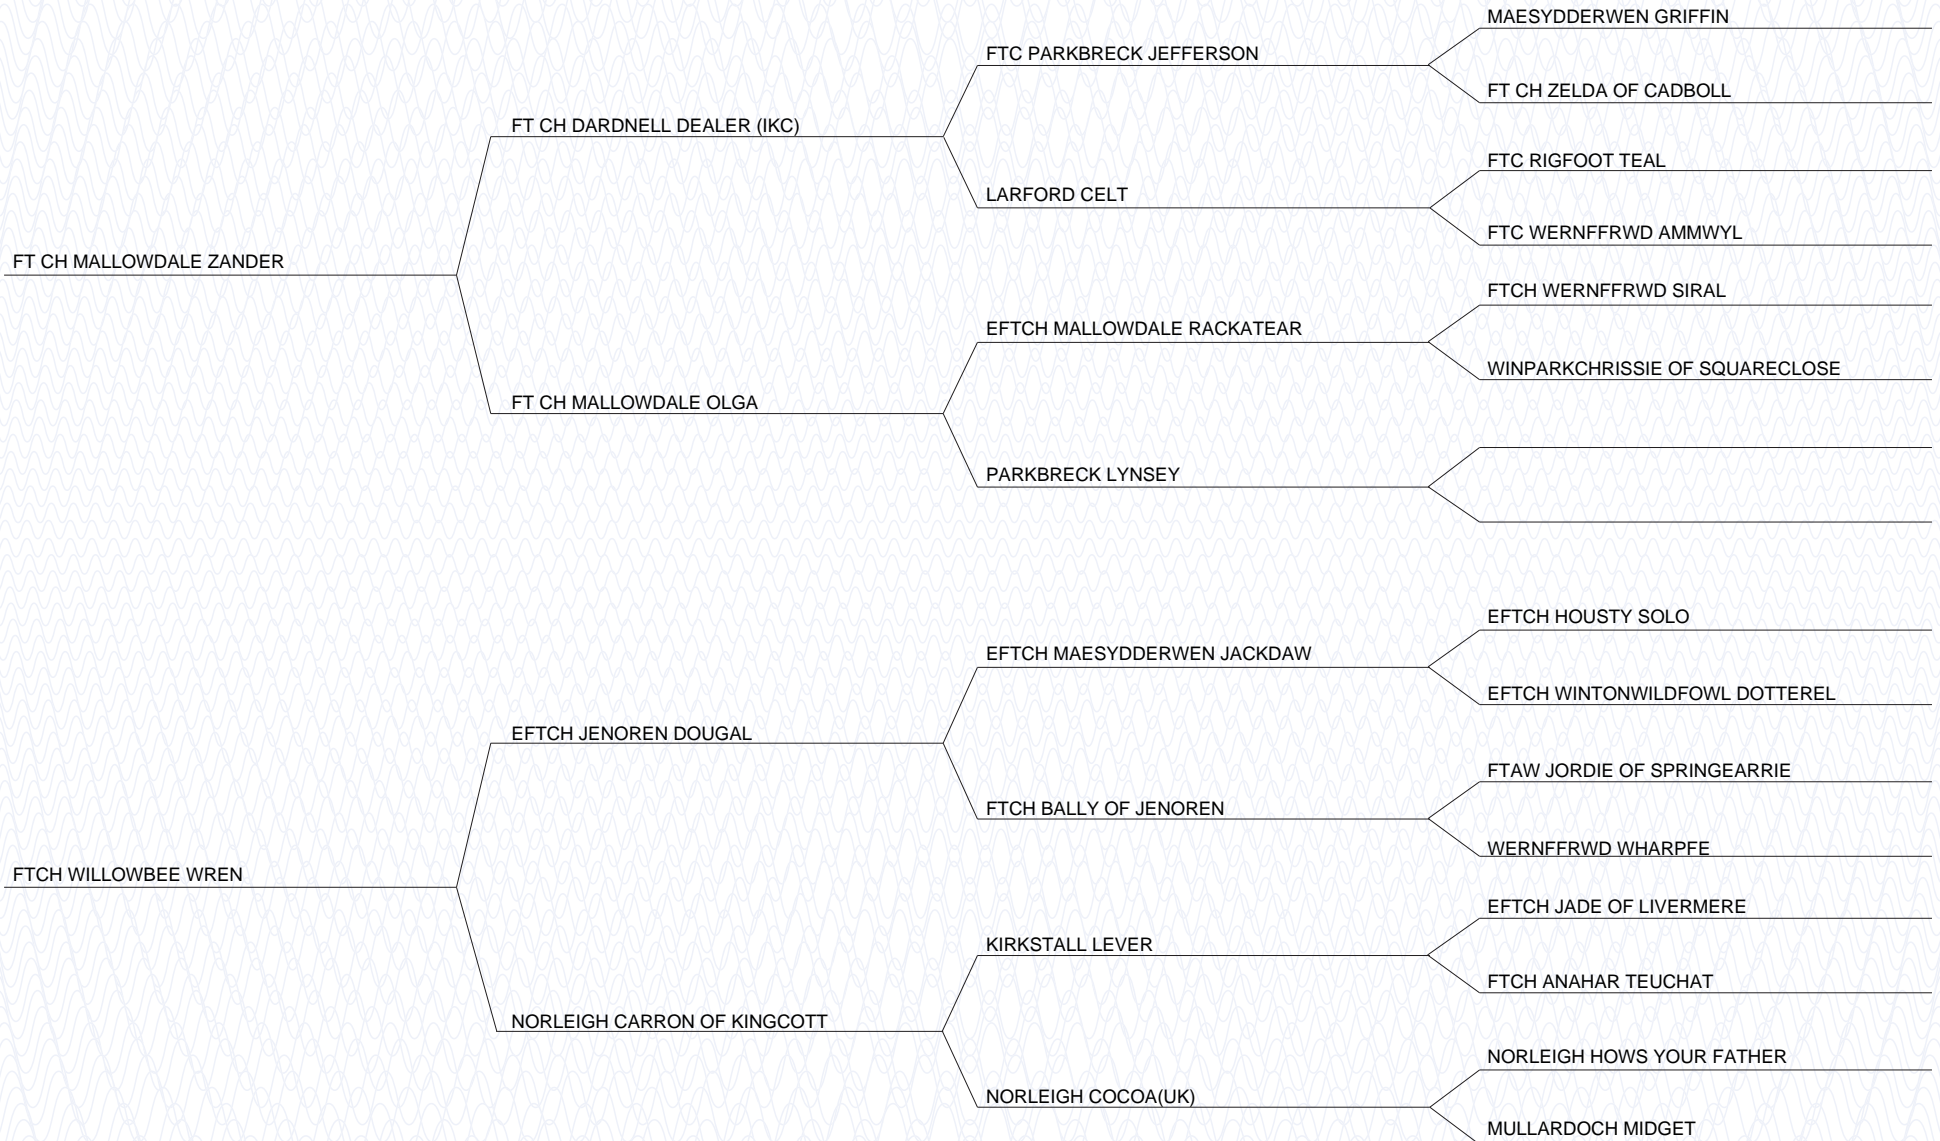 MAESYDDERWEN GRIFFIN
FTC PARKBRECK JEFFERSON
FT CH ZELDA OF CADBOLL
FT CH DARDNELL DEALER (IKC)
FTC RIGFOOT TEAL
LARFORD CELT
FTC WERNFFRWD AMMWYL
FT CH MALLOWDALE ZANDER
FTCH WERNFFRWD SIRAL
EFTCH MALLOWDALE RACKATEAR
WINPARKCHRISSIE OF SQUARECLOSE
FT CH MALLOWDALE OLGA
PARKBRECK LYNSEY
EFTCH HOUSTY SOLO
EFTCH MAESYDDERWEN JACKDAW
EFTCH WINTONWILDFOWL DOTTEREL
EFTCH JENOREN DOUGAL
FTAW JORDIE OF SPRINGEARRIE
FTCH BALLY OF JENOREN
WERNFFRWD WHARPFE
FTCH WILLOWBEE WREN
EFTCH JADE OF LIVERMERE
KIRKSTALL LEVER
FTCH ANAHAR TEUCHAT
NORLEIGH CARRON OF KINGCOTT
NORLEIGH HOWS YOUR FATHER
NORLEIGH COCOA(UK)
MULLARDOCH MIDGET